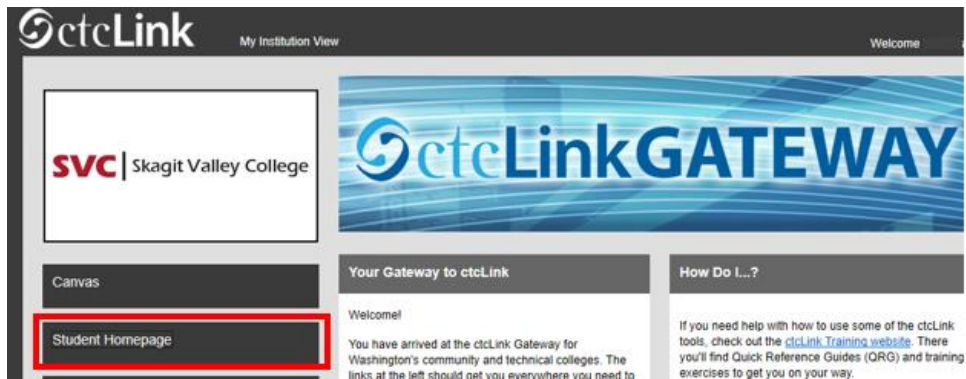 ctcLink
My Institution View
Welcome
SVC | Skagit Valley College
ctcLinkGATEWAY
Canvas
Student Homepage
Your Gateway to ctcLink
Welcome!
You have arrived at the ctcLink Gateway for
Washington's community and technical colleges. The
links at the left should get you everywhere you need to
How Do I...?
If you need help with how to use some of the ctcLink
tools, check out the ctcLink Training website. There
you'll find Quick Reference Guides (QRG) and training
exercises to get you on your way.